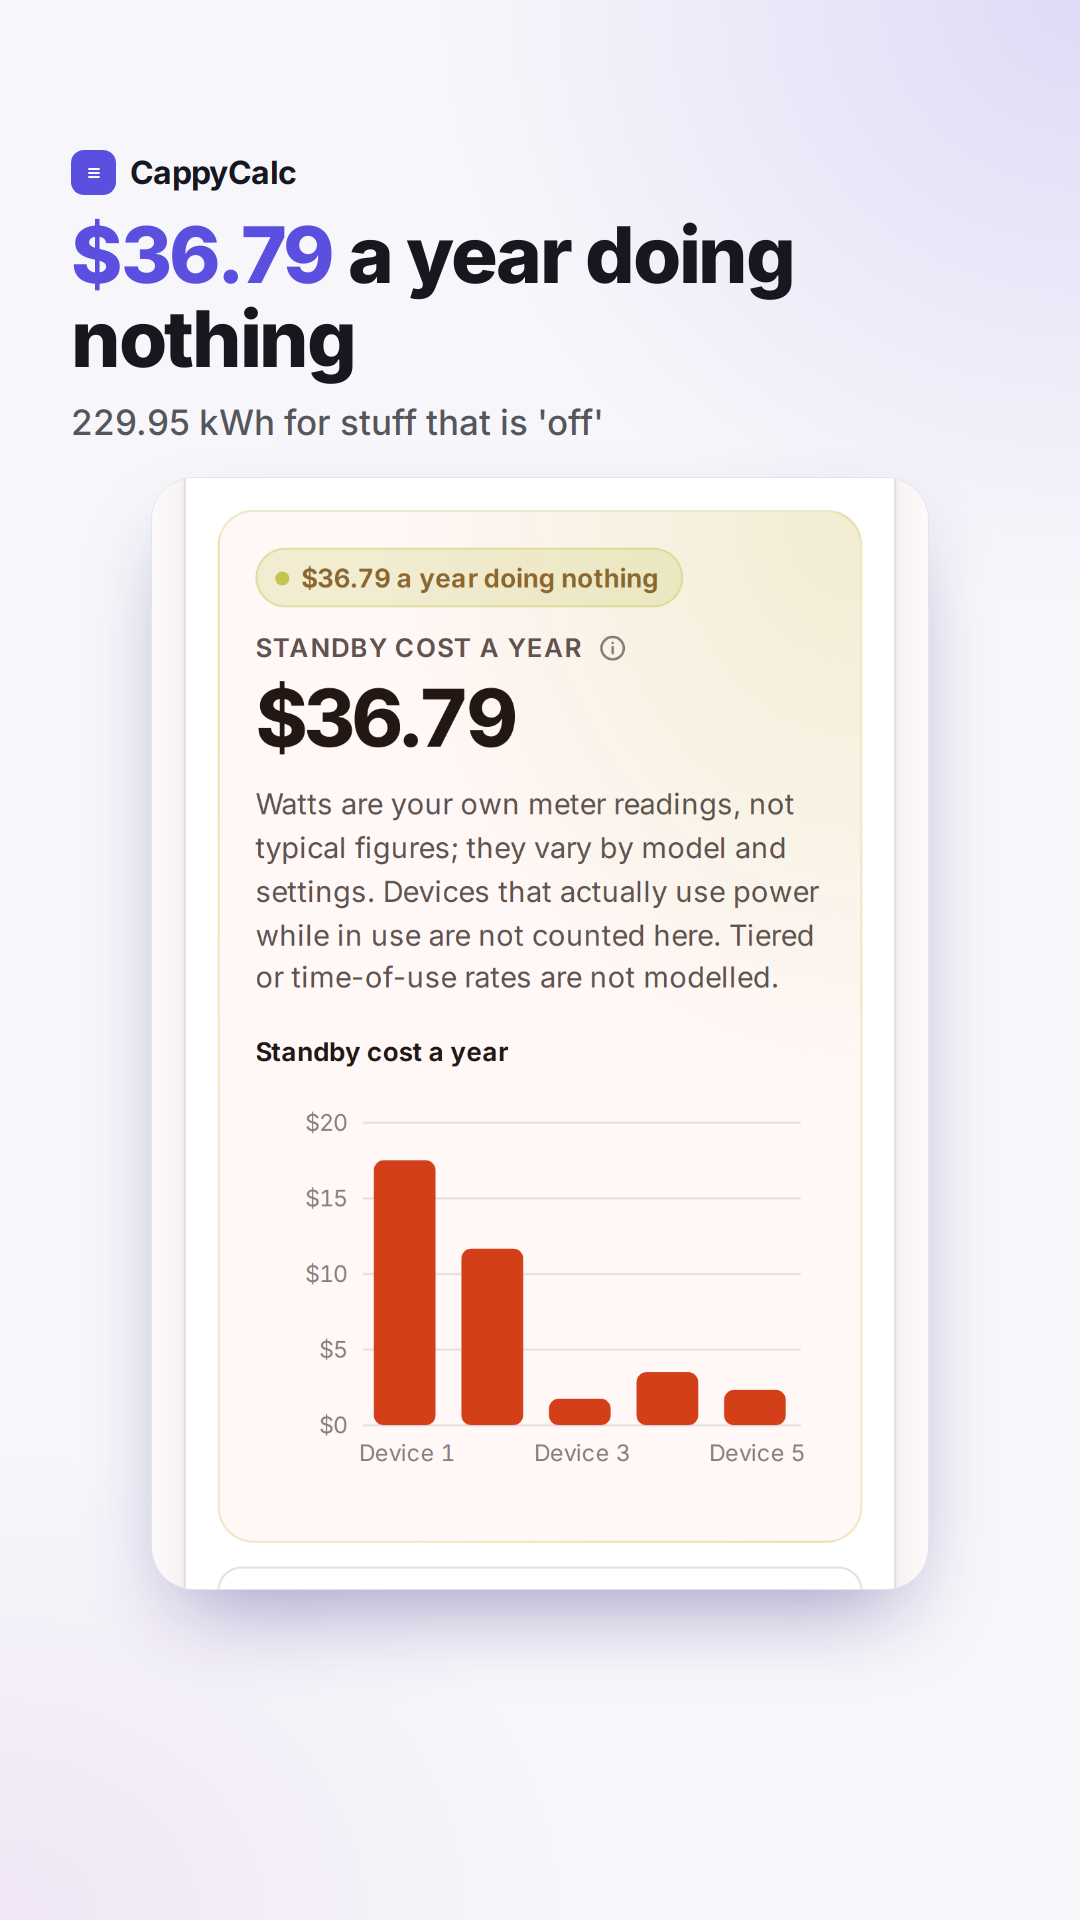 CappyCalc
$36.79 a year doing
nothing
229.95 kWh for stuff that is 'off'
$36.79 a year doing nothing
STANDBY COST A YEAR
$36.79
Watts are your own meter readings, not
typical figures; they vary by model and
settings. Devices that actually use power
while in use are not counted here. Tiered
or time-of-use rates are not modelled.
Standby cost a year
$20
$15
$10
$5
$0
Device 1 Device 3 Device 5